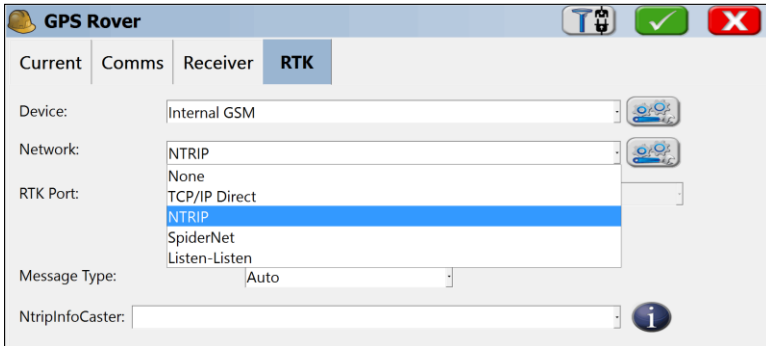 GPS Rover
Current Comms Receiver RTK
Device: Internal GSM
Network: NTRIP
None
RTK Port: TCP/IP Direct
NTRIP
SpiderNet
Listen-Listen
Message Type: Auto
NtripInfoCaster: